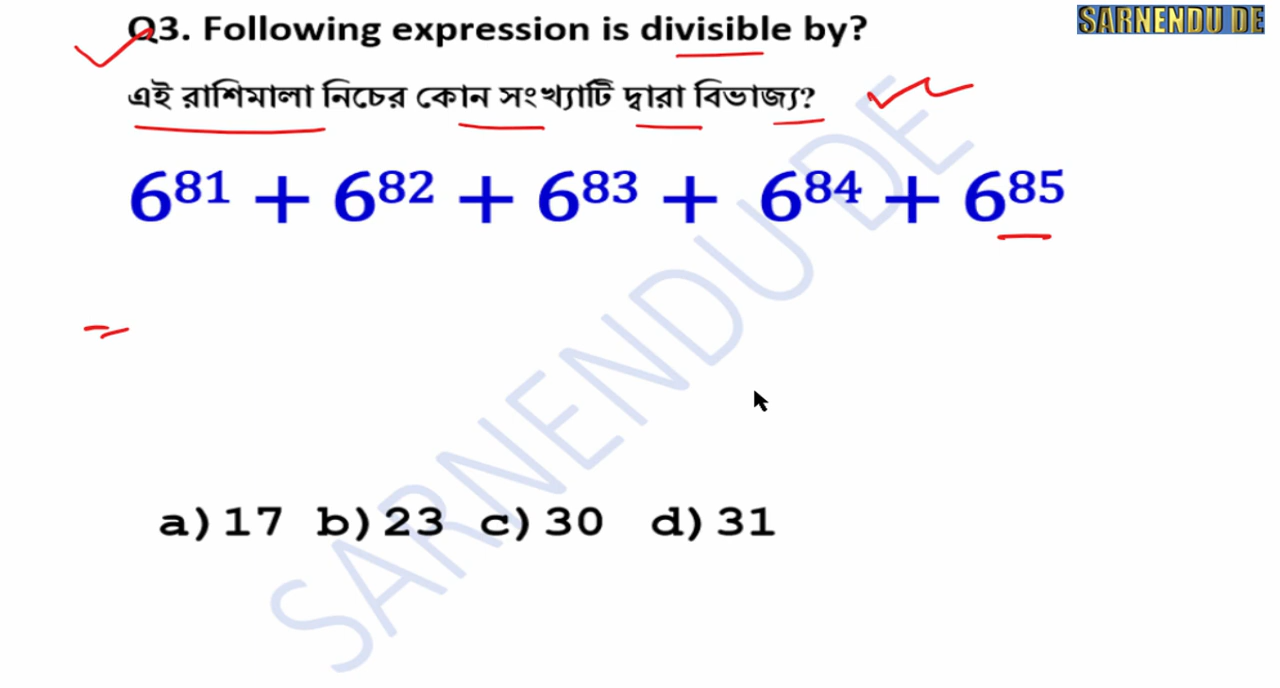 SARNENDU DE
Q3. Following expression is divisible by?
এই রাশিমালা নিচের কোন সংখ্যাটি দ্বারা বিভাজ্য?
6⁸¹ + 6⁸² + 6⁸³ + 6⁸⁴ + 6⁸⁵
SARNENDU DE
a)17 b)23 c)30 d)31